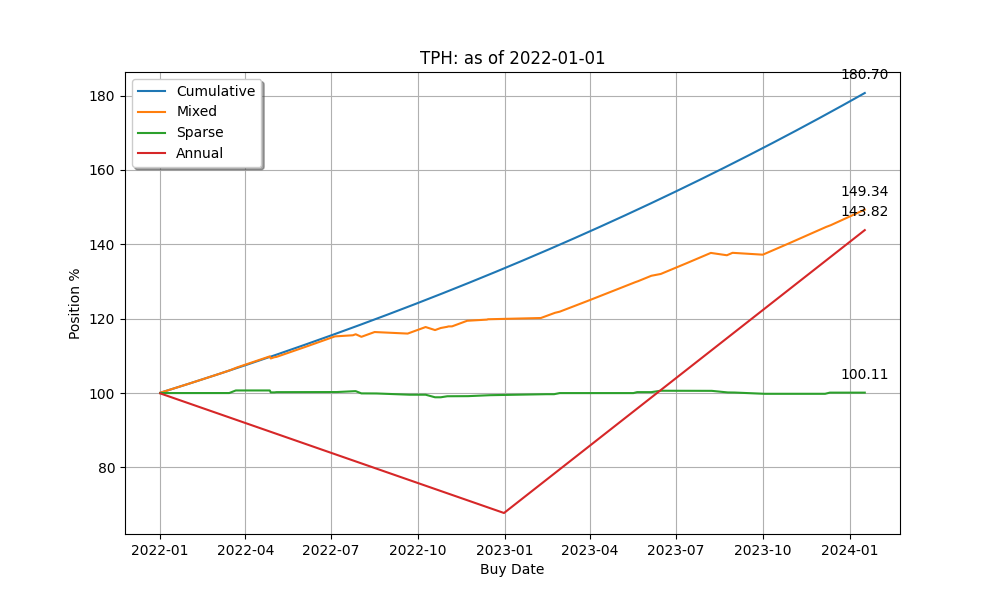 TPH: as of 2022-01-01
180.70
180
Cumulative
Mixed
Sparse
Annual
160
149.34
143.82
140
120
100.11
100
80
Position %
2022-01 2022-04 2022-07 2022-10 2023-01 2023-04 2023-07 2023-10 2024-01
Buy Date